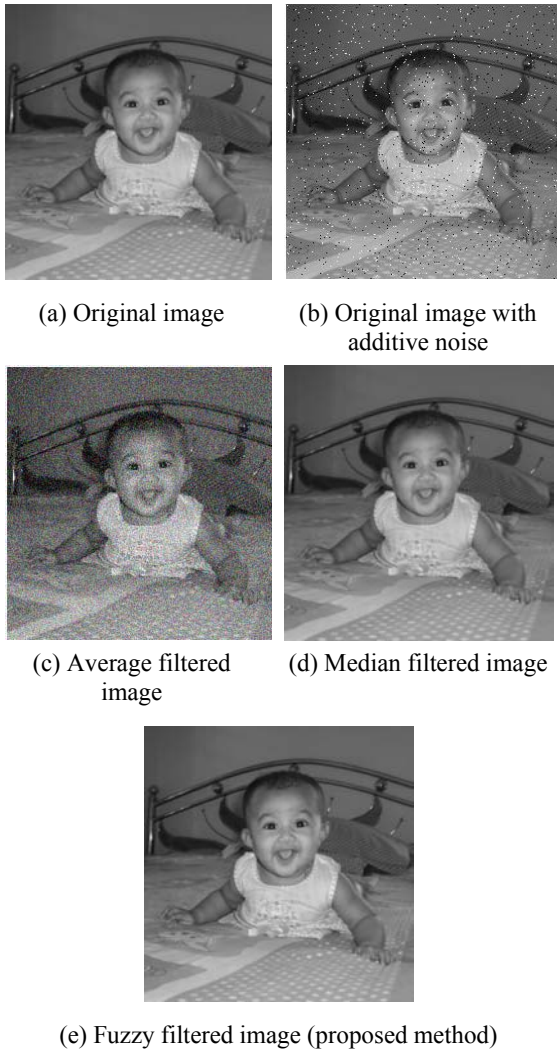 (a) Original image
(b) Original image with
additive noise
(c) Average filtered
image
(d) Median filtered image
(e) Fuzzy filtered image (proposed method)